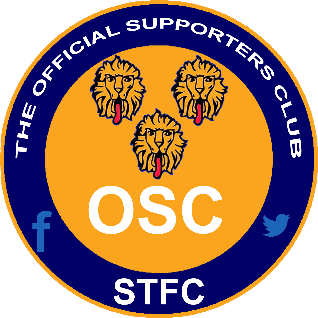 THE OFFICIAL SUPPORTERS CLUB
OSC
STFC